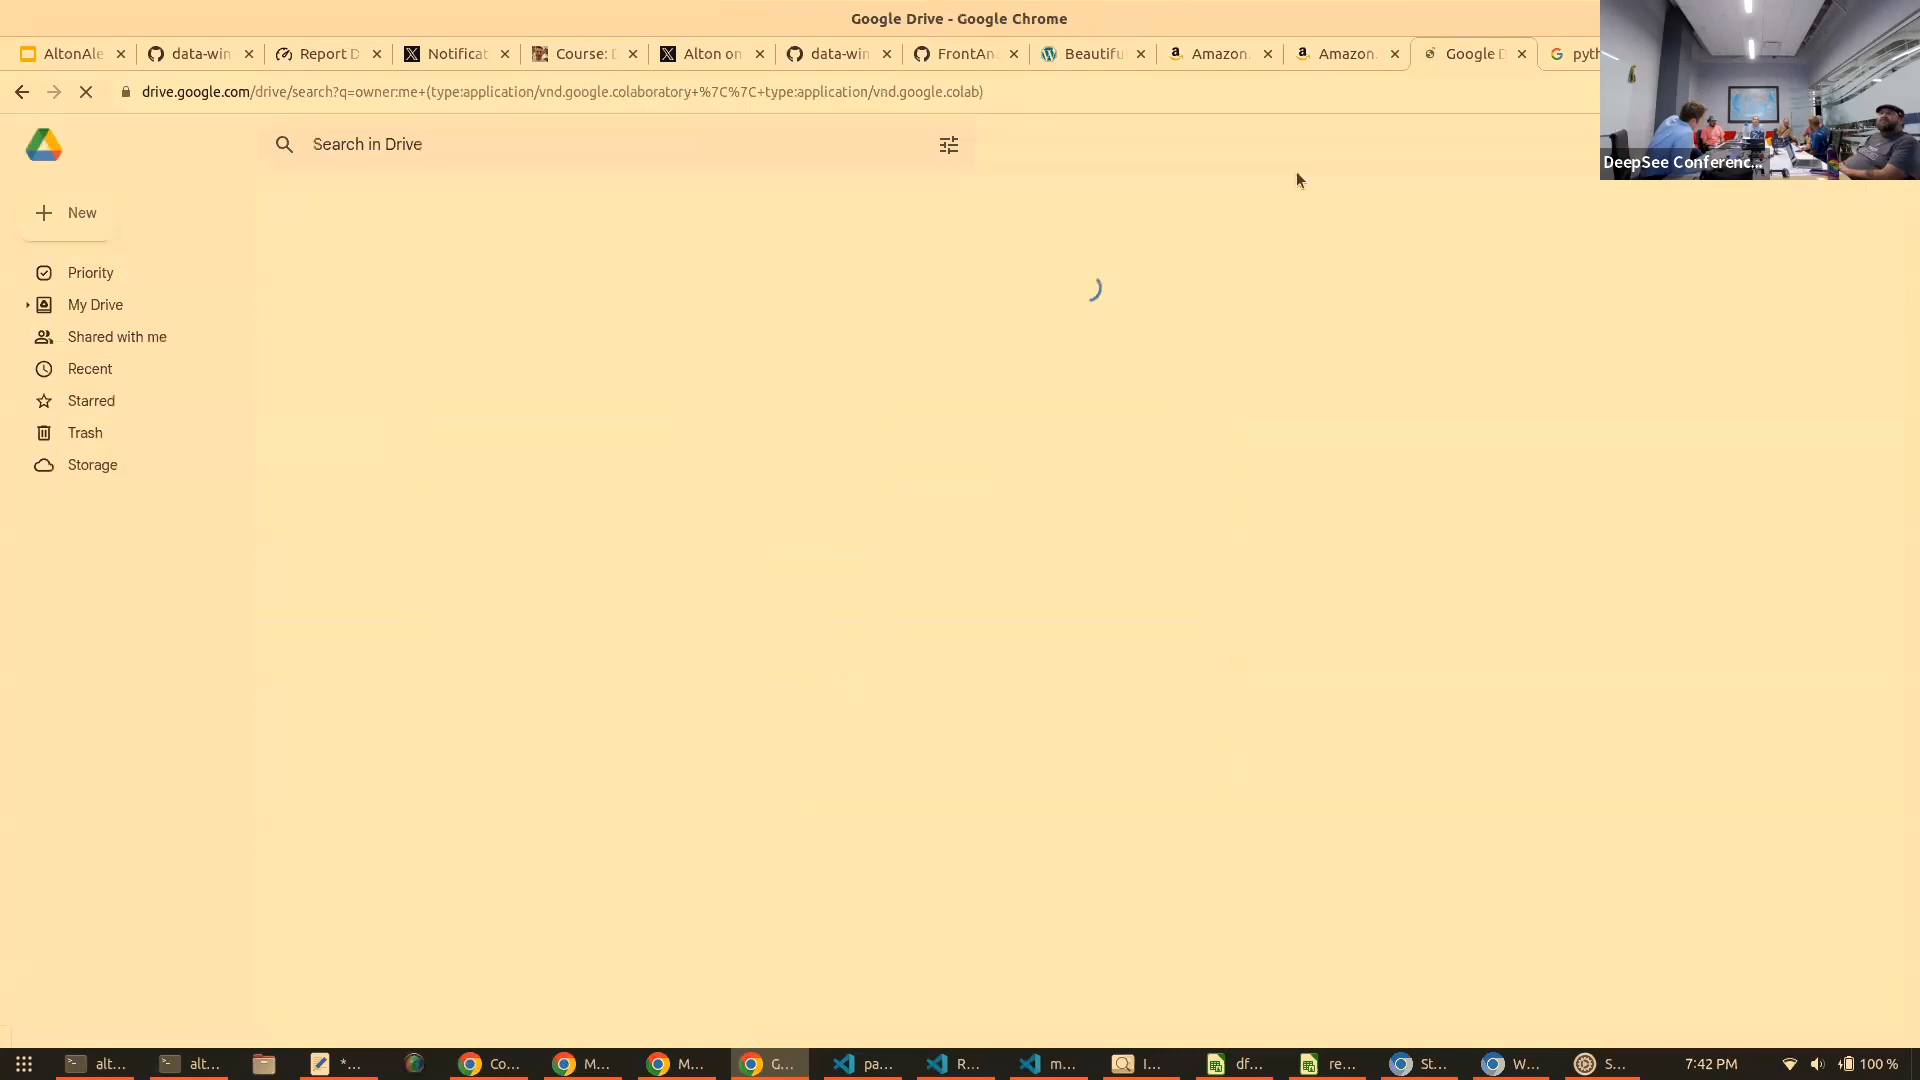 Google Drive - Google Chrome
AltonAle
data-win
Report D
Notificat
Course: D
Alton on
data-win
FrontAn
Beautifu
Amazon.
Amazon.
Google D
pyth
drive.google.com/drive/search?q=owner:me+(type:application/vnd.google.colaboratory+%7C%7C+type:application/vnd.google.colab)
Search in Drive
DeepSee Conferenc...
New
Priority
My Drive
Shared with me
Recent
Starred
Trash
Storage
alt...
alt...
*...
Co...
M...
M...
G...
pa...
R...
m...
I...
df...
re...
St...
W...
S...
7:42 PM
100 %